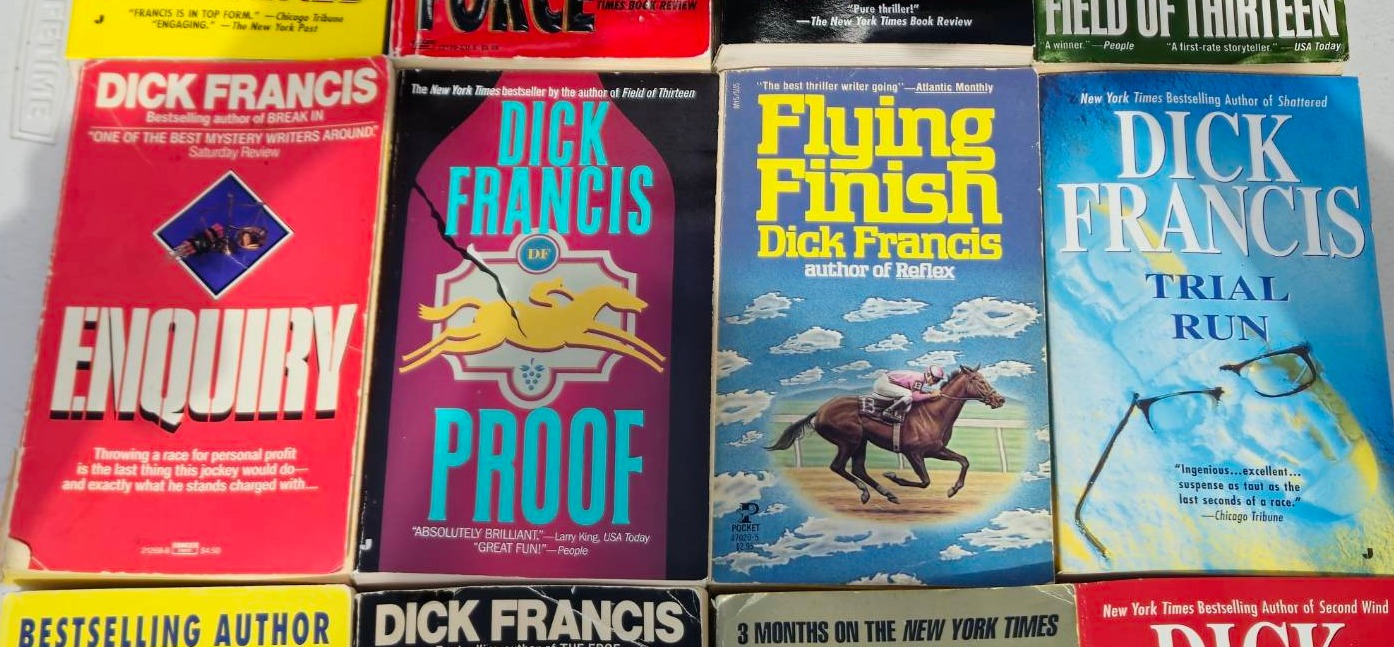 "FRANCIS IS IN TOP FORM." —Chicago Tribune
"ENGAGING." —The New York Post
J
FORCE
TIMES BOOK REVIEW
"Pure thriller!"
—The New York Times Book Review
FIELD OF THIRTEEN
"A winner."—People "A first-rate storyteller." —USA Today
DICK FRANCIS
Bestselling author of BREAK IN
"ONE OF THE BEST MYSTERY WRITERS AROUND."
Saturday Review
ENQUIRY
Throwing a race for personal profit
is the last thing this jockey would do—
and exactly what he stands charged with...
$4.50
The New York Times bestseller by the author of Field of Thirteen
DICK
FRANCIS
DF
PROOF
"ABSOLUTELY BRILLIANT."—Larry King, USA Today
"GREAT FUN!"—People
J
"The best thriller writer going"—Atlantic Monthly
Flying
Finish
Dick Francis
author of Reflex
13
P
POCKET
$2.95
New York Times Bestselling Author of Shattered
DICK
FRANCIS
TRIAL
RUN
"Ingenious...excellent...
suspense as taut as the
last seconds of a race."
—Chicago Tribune
J
BESTSELLING AUTHOR
DICK FRANCIS
3 MONTHS ON THE NEW YORK TIMES
New York Times Bestselling Author of Second Wind
DICK